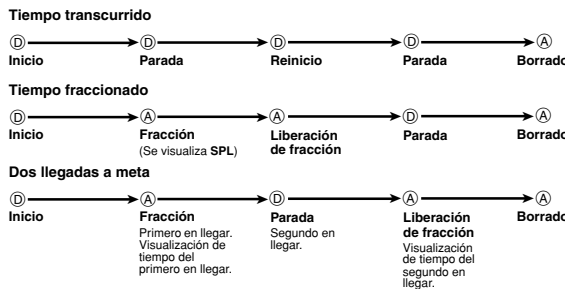 Tiempo transcurrido
Ⓓ Ⓓ Ⓓ Ⓓ Ⓐ
Inicio Parada Reinicio Parada Borrado
Tiempo fraccionado
Ⓓ Ⓐ Ⓐ Ⓓ Ⓐ
Inicio Fracción Liberación Parada Borrado
(Se visualiza SPL) de fracción
Dos llegadas a meta
Ⓓ Ⓐ Ⓓ Ⓐ Ⓐ
Inicio Fracción Parada Liberación Borrado
Primero en llegar. Segundo en de fracción
Visualización de llegar. Visualización
tiempo del de tiempo del
primero en llegar. segundo en
llegar.